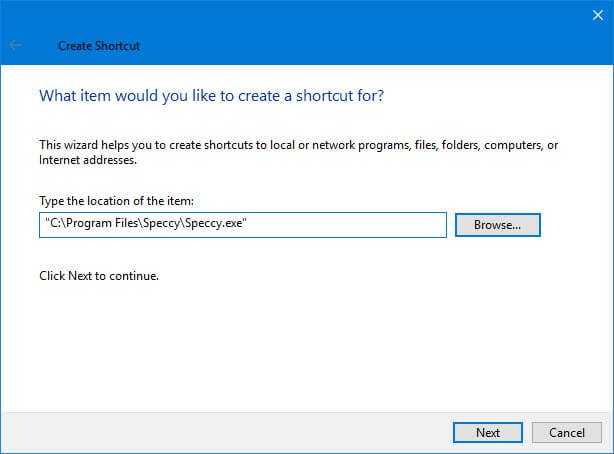 Create Shortcut
What item would you like to create a shortcut for?
This wizard helps you to create shortcuts to local or network programs, files, folders, computers, or
Internet addresses.
Type the location of the item:
"C:\Program Files\Speccy\Speccy.exe"
Browse...
Click Next to continue.
Next
Cancel